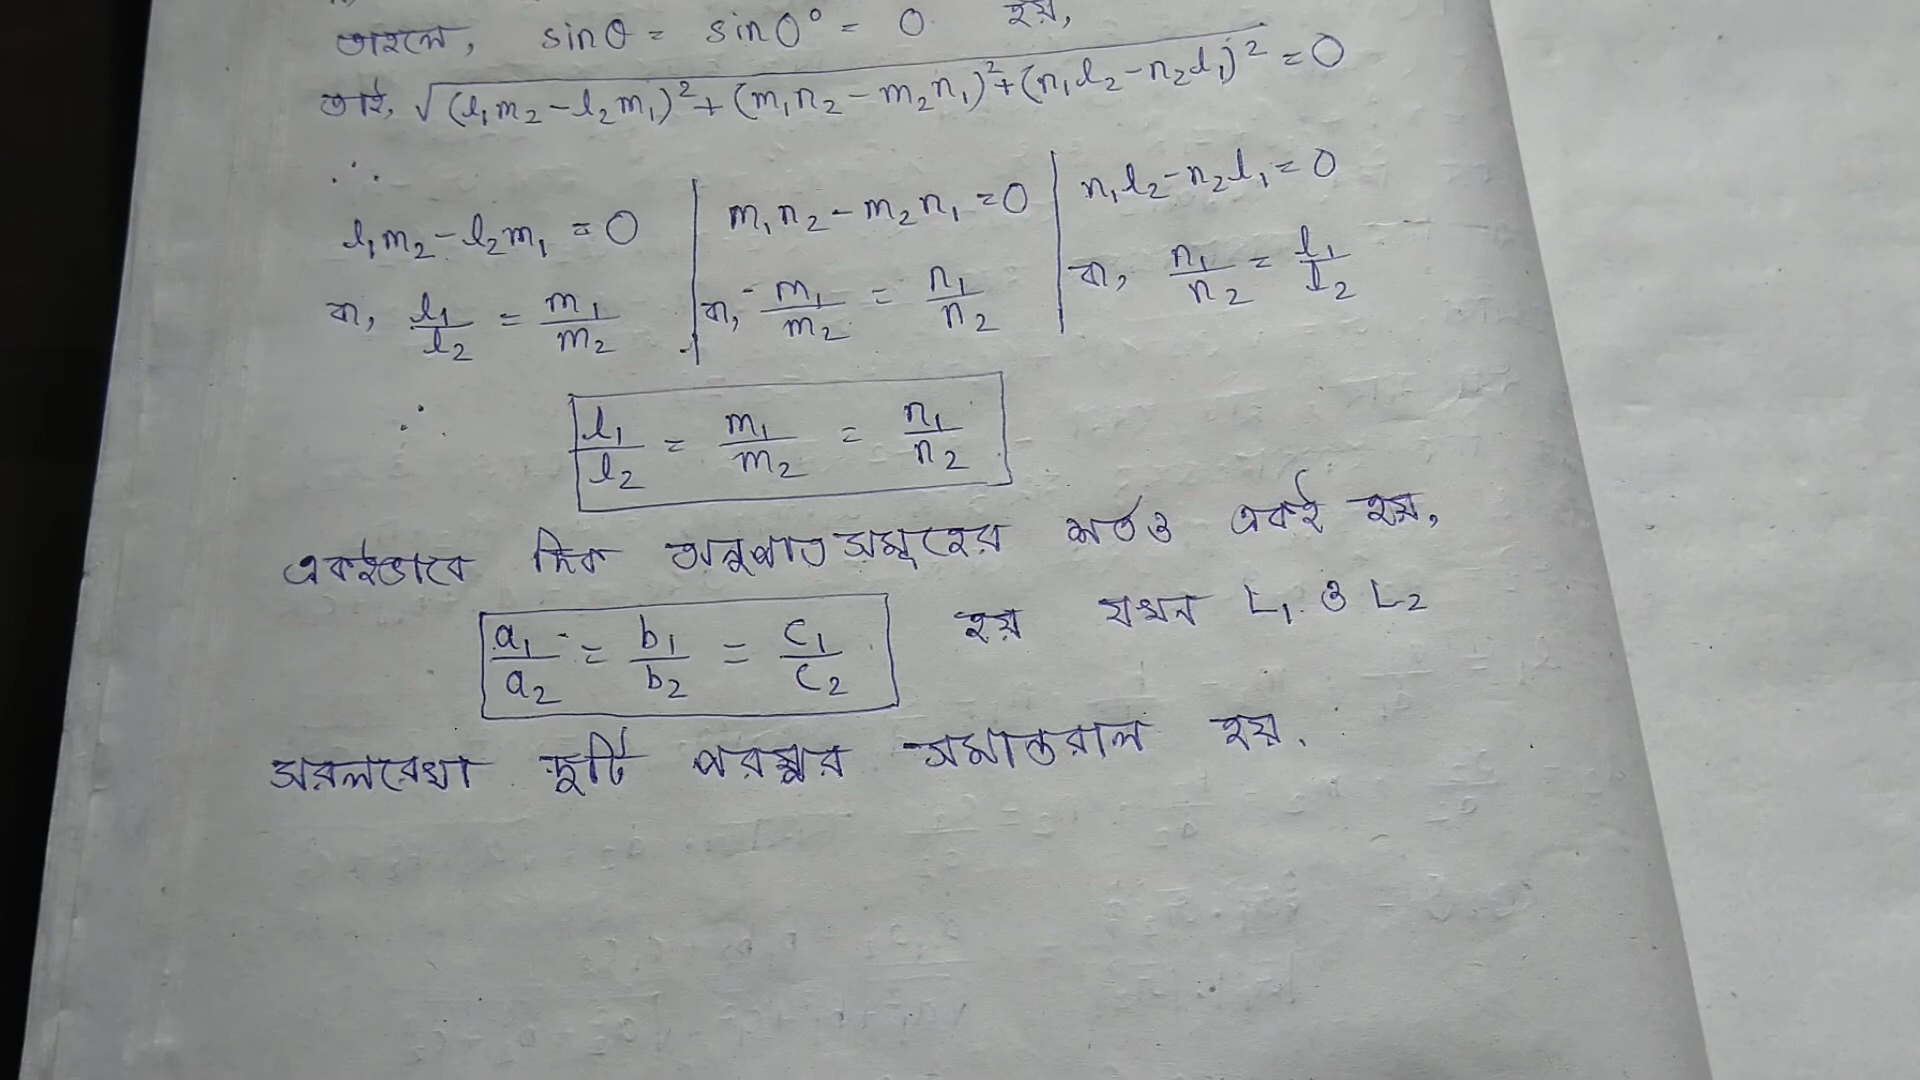 তাহলে, sinθ = sin0° = 0 হয়,
তাই, √((l₁m₂-l₂m₁)²+(m₁n₂-m₂n₁)²+(n₁l₂-n₂l₁)²) = 0
∴
l₁m₂-l₂m₁ = 0 | m₁n₂-m₂n₁ = 0 | n₁l₂-n₂l₁ = 0
বা, l₁/l₂ = m₁/m₂ | বা, m₁/m₂ = n₁/n₂ | বা, n₁/n₂ = l₁/l₂
∴ l₁/l₂ = m₁/m₂ = n₁/n₂
একইভাবে দিক অনুপাতসমূহের শর্তও একই হয়,
a₁/a₂ = b₁/b₂ = c₁/c₂ হয় যখন L₁ ও L₂
সরলরেখা দুটি পরস্পর সমান্তরাল হয়.